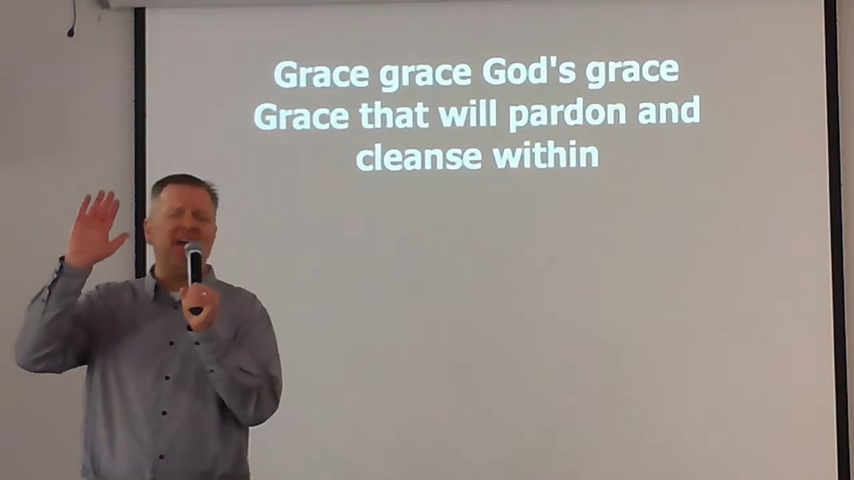 Grace grace God's grace
Grace that will pardon and
cleanse within